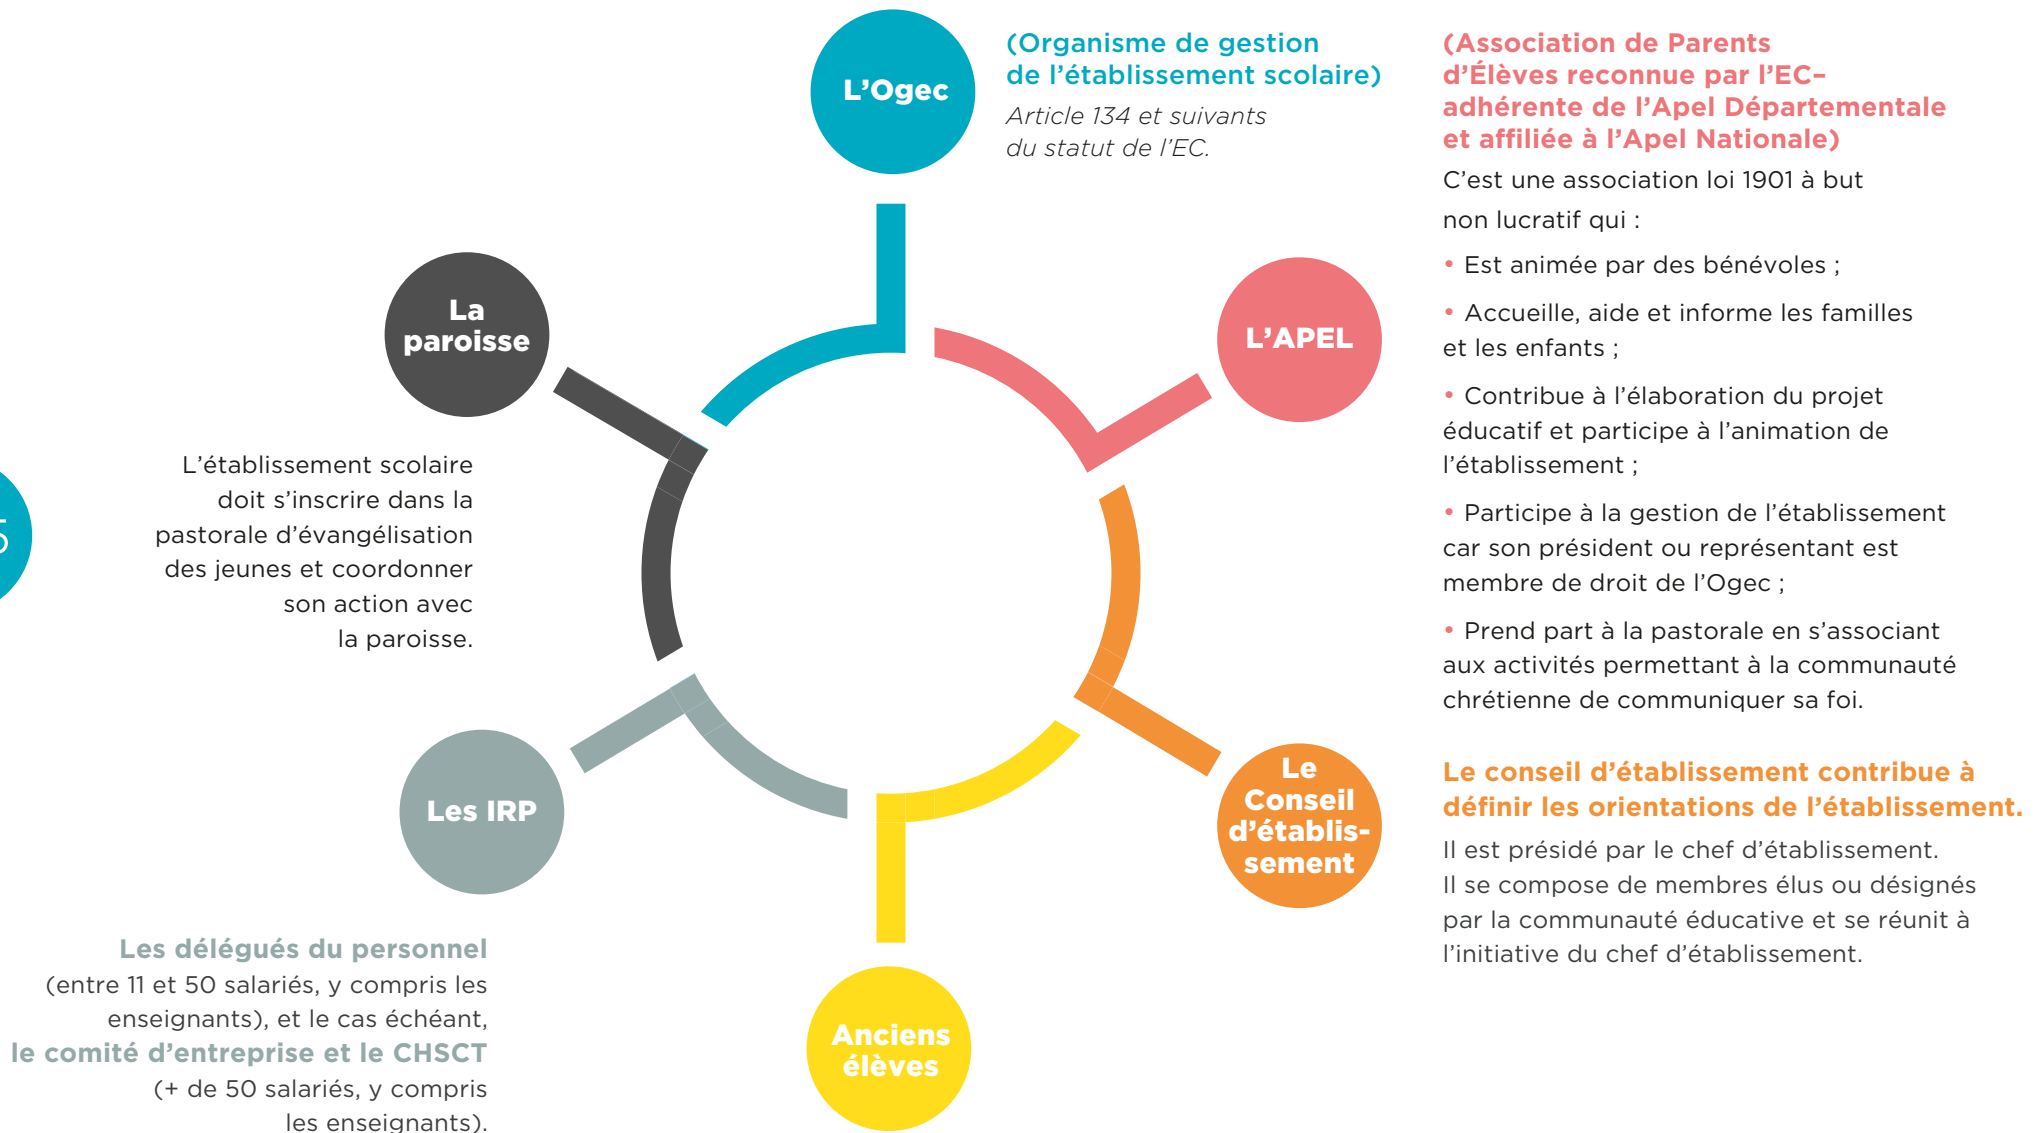 L’Ogec
(Organisme de gestion
de l’établissement scolaire)
Article 134 et suivants
du statut de l’EC.
L’APEL
(Association de Parents
d’Élèves reconnue par l’EC–
adhérente de l’Apel Départementale
et affiliée à l’Apel Nationale)
C’est une association loi 1901 à but
non lucratif qui :
• Est animée par des bénévoles ;
• Accueille, aide et informe les familles
et les enfants ;
• Contribue à l’élaboration du projet
éducatif et participe à l’animation de
l’établissement ;
• Participe à la gestion de l’établissement
car son président ou représentant est
membre de droit de l’Ogec ;
• Prend part à la pastorale en s’associant
aux activités permettant à la communauté
chrétienne de communiquer sa foi.
Le
Conseil
d’établis-
sement
Le conseil d’établissement contribue à
définir les orientations de l’établissement.
Il est présidé par le chef d’établissement.
Il se compose de membres élus ou désignés
par la communauté éducative et se réunit à
l’initiative du chef d’établissement.
Anciens
élèves
Les IRP
Les délégués du personnel
(entre 11 et 50 salariés, y compris les
enseignants), et le cas échéant,
le comité d’entreprise et le CHSCT
(+ de 50 salariés, y compris
les enseignants).
La
paroisse
L’établissement scolaire
doit s’inscrire dans la
pastorale d’évangélisation
des jeunes et coordonner
son action avec
la paroisse.